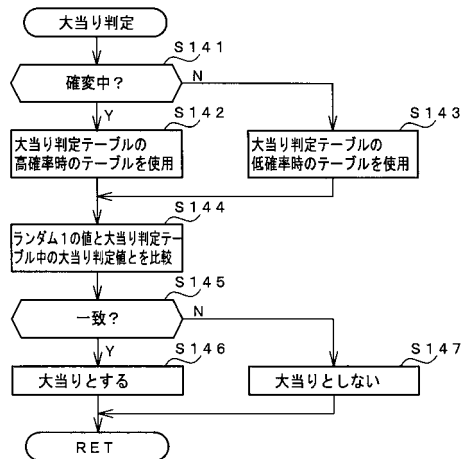 大当り判定
S141
確変中?
N
Y
S142
大当り判定テーブルの
高確率時のテーブルを使用
S143
大当り判定テーブルの
低確率時のテーブルを使用
S144
ランダム1の値と大当り判定テー
ブル中の大当り判定値とを比較
S145
一致?
N
Y
S146
大当りとする
S147
大当りとしない
RET